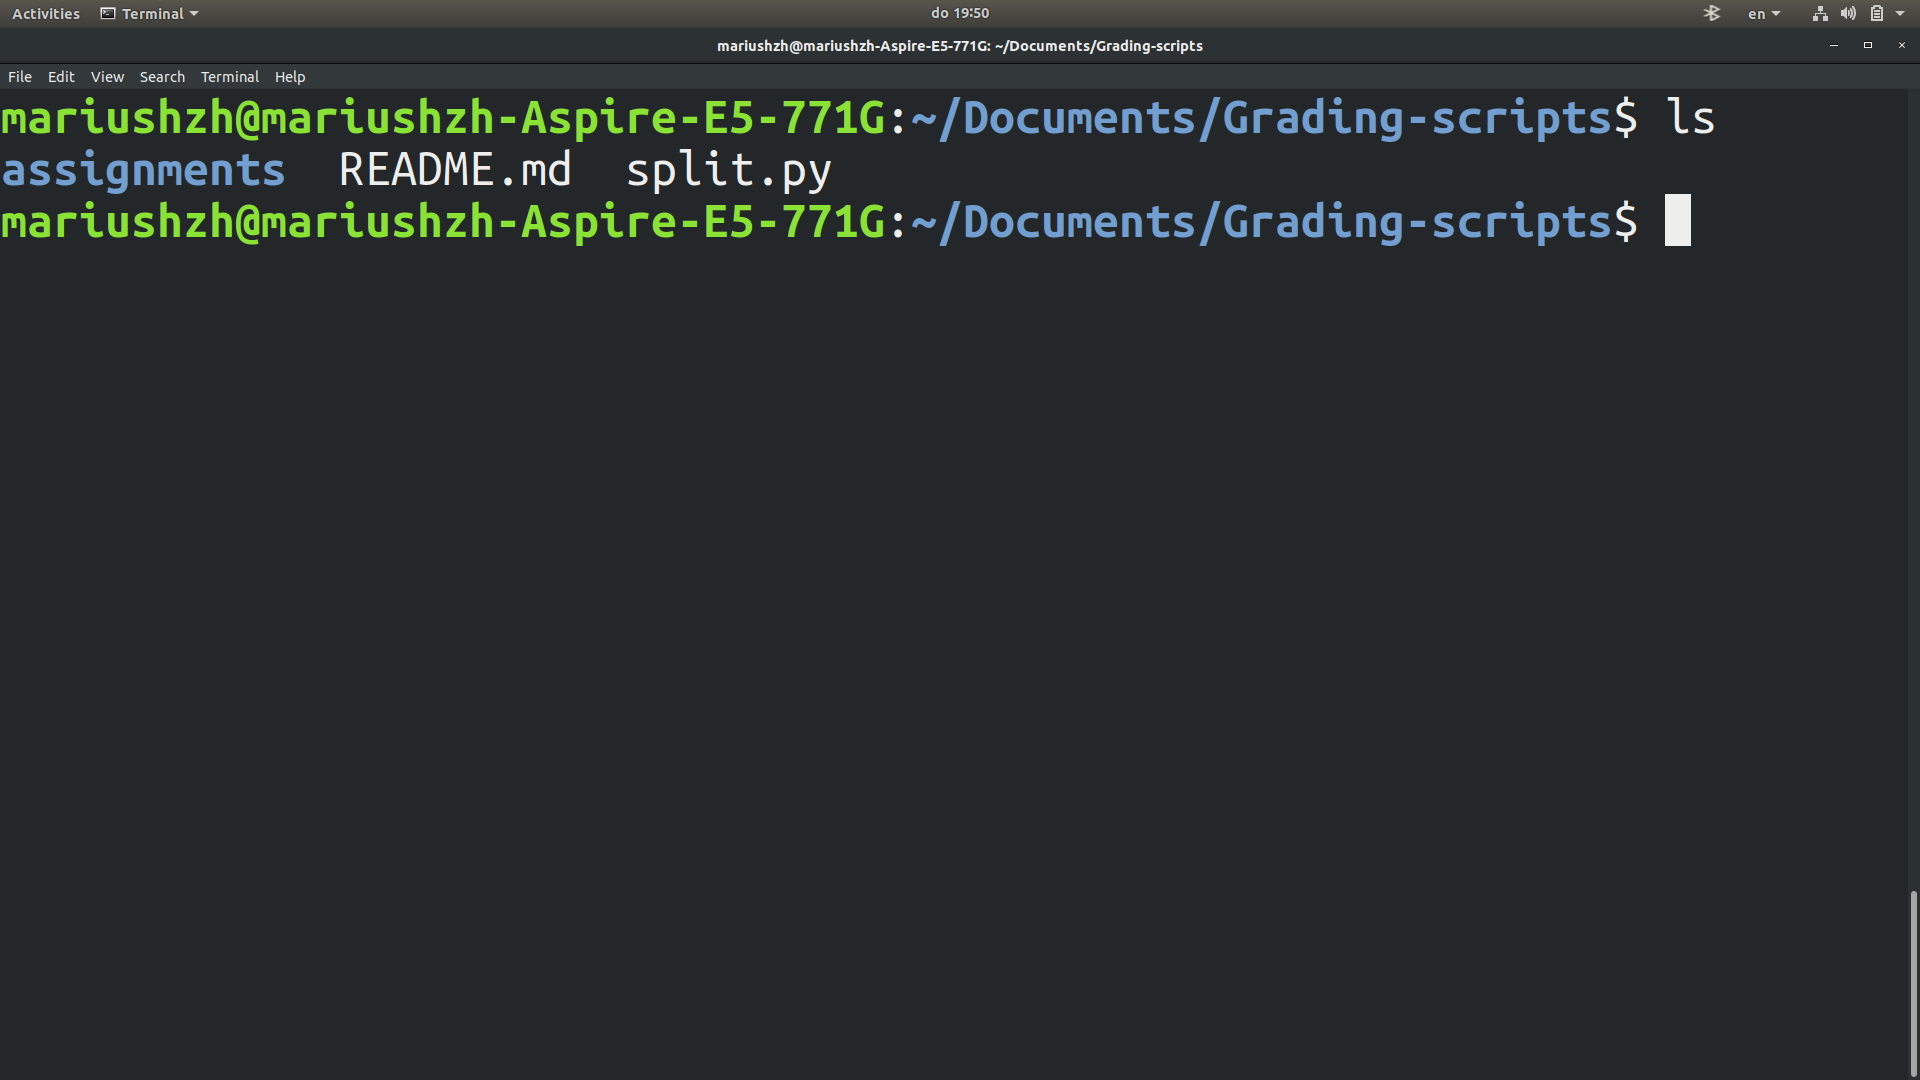 Activities Terminal do 19:50 en
mariushzh@mariushzh-Aspire-E5-771G: ~/Documents/Grading-scripts
File Edit View Search Terminal Help
mariushzh@mariushzh-Aspire-E5-771G:~/Documents/Grading-scripts$ ls
assignments README.md split.py
mariushzh@mariushzh-Aspire-E5-771G:~/Documents/Grading-scripts$